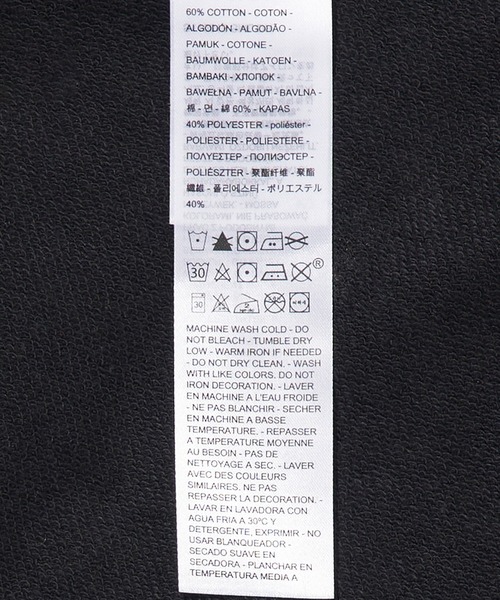 60% COTTON - COTON -
ALGODÓN - ALGODÃO -
PAMUK - COTONE -
BAUMWOLLE - KATOEN -
BAMBAKI - ХЛОПОК -
BAWEŁNA - PAMUT - BAVLNA -
棉 - 면 - 綿 60% - KAPAS
40% POLYESTER - poliéster -
POLIESTER - POLIESTERE -
ΠΟΛΥΕΣΤΕΡ - ПОЛИЭСТЕР -
POLIÉSZTER - 聚酯纤维 - 聚酯
纖維 - 폴리에스터 - ポリエステル
40%
30
®
30
MACHINE WASH COLD - DO
NOT BLEACH - TUMBLE DRY
LOW - WARM IRON IF NEEDED
- DO NOT DRY CLEAN. - WASH
WITH LIKE COLORS. DO NOT
IRON DECORATION. - LAVER
EN MACHINE A L'EAU FROIDE
- NE PAS BLANCHIR - SECHER
EN MACHINE A BASSE
TEMPERATURE. - REPASSER
A TEMPERATURE MOYENNE
AU BESOIN - PAS DE
NETTOYAGE A SEC. - LAVER
AVEC DES COULEURS
SIMILAIRES. NE PAS
REPASSER LA DECORATION. -
LAVAR EN LAVADORA CON
AGUA FRIA A 30ºC Y
DETERGENTE, EXPRIMIR - NO
USAR BLANQUEADOR -
SECADO SUAVE EN
SECADORA - PLANCHAR EN
TEMPERATURA MEDIA A